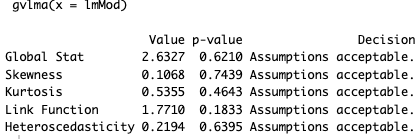 gvlma(x = lmMod)
Value p-value Decision
Global Stat 2.6327 0.6210 Assumptions acceptable.
Skewness 0.1068 0.7439 Assumptions acceptable.
Kurtosis 0.5355 0.4643 Assumptions acceptable.
Link Function 1.7710 0.1833 Assumptions acceptable.
Heteroscedasticity 0.2194 0.6395 Assumptions acceptable.